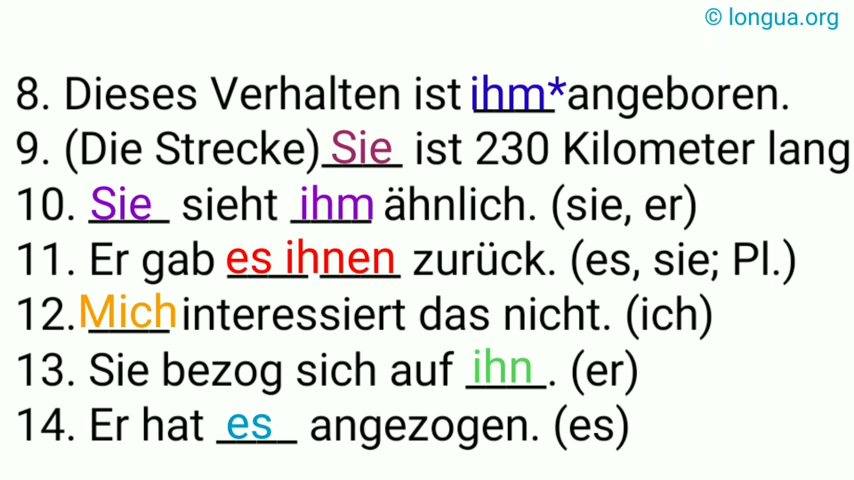 © longua.org
8. Dieses Verhalten ist ihm* angeboren.
9. (Die Strecke) Sie ist 230 Kilometer lang
10. Sie sieht ihm ähnlich. (sie, er)
11. Er gab es ihnen zurück. (es, sie; Pl.)
12. Mich interessiert das nicht. (ich)
13. Sie bezog sich auf ihn. (er)
14. Er hat es angezogen. (es)